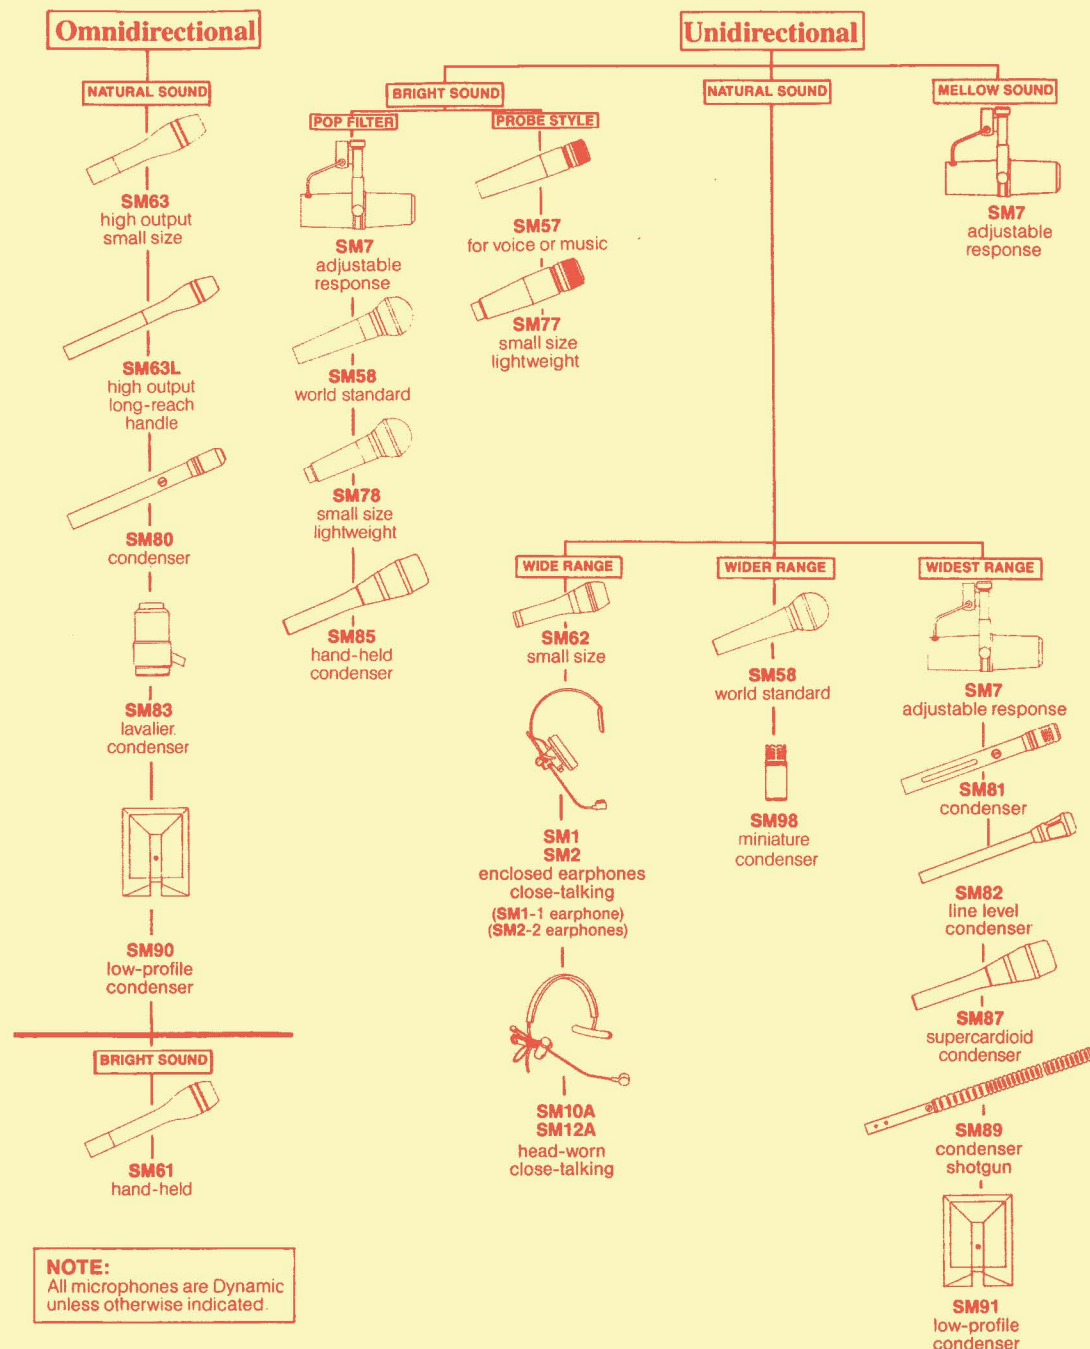 Omnidirectional
NATURAL SOUND
SM63
high output
small size
SM63L
high output
long-reach
handle
SM80
condenser
SM83
lavalier
condenser
SM90
low-profile
condenser
BRIGHT SOUND
SM61
hand-held
NOTE:
All microphones are Dynamic
unless otherwise indicated.
Unidirectional
BRIGHT SOUND
POP FILTER
SM7
adjustable
response
SM58
world standard
SM78
small size
lightweight
SM85
hand-held
condenser
PROBE STYLE
SM57
for voice or music
SM77
small size
lightweight
NATURAL SOUND
WIDE RANGE
SM62
small size
SM1
SM2
enclosed earphones
close-talking
(SM1-1 earphone)
(SM2-2 earphones)
SM10A
SM12A
head-worn
close-talking
WIDER RANGE
SM58
world standard
SM98
miniature
condenser
WIDEST RANGE
SM7
adjustable response
SM81
condenser
SM82
line level
condenser
SM87
supercardioid
condenser
SM89
condenser
shotgun
SM91
low-profile
condenser
MELLOW SOUND
SM7
adjustable
response